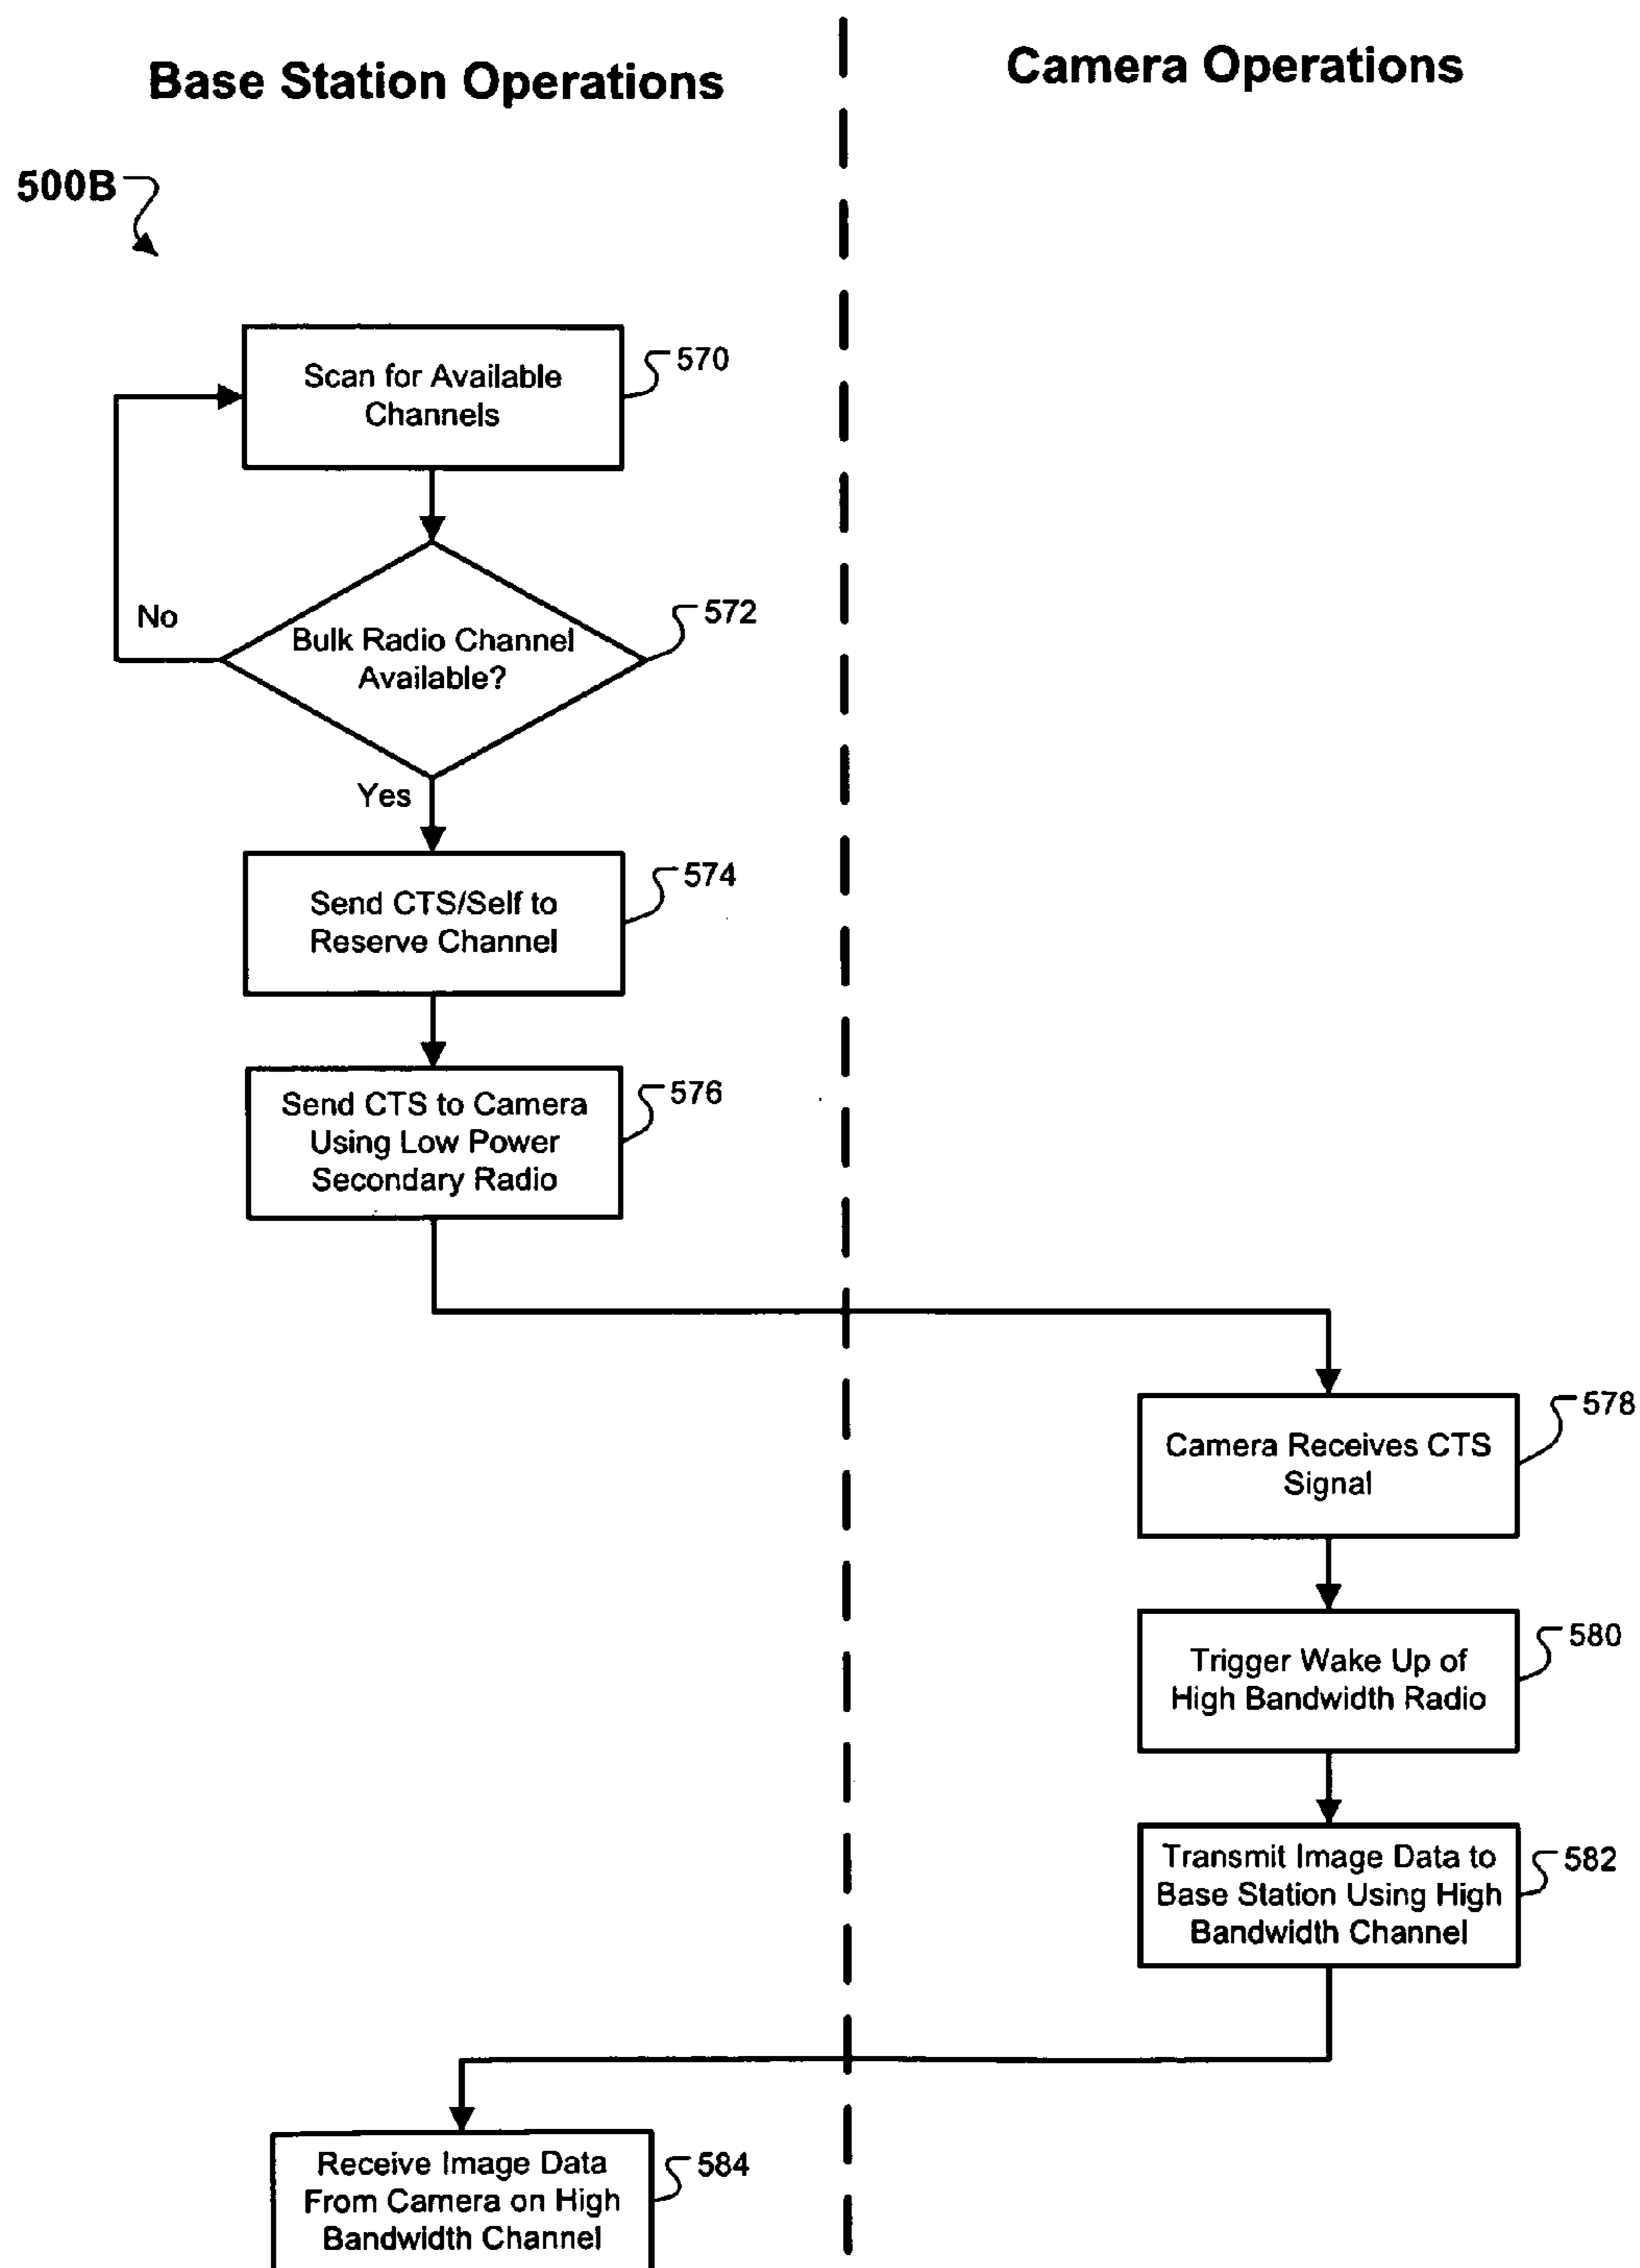 Base Station Operations
Camera Operations
500B
Scan for Available
Channels
570
No
Bulk Radio Channel
Available?
572
Yes
Send CTS/Self to
Reserve Channel
574
Send CTS to Camera
Using Low Power
Secondary Radio
576
Camera Receives CTS
Signal
578
Trigger Wake Up of
High Bandwidth Radio
580
Transmit Image Data to
Base Station Using High
Bandwidth Channel
582
Receive Image Data
From Camera on High
Bandwidth Channel
584